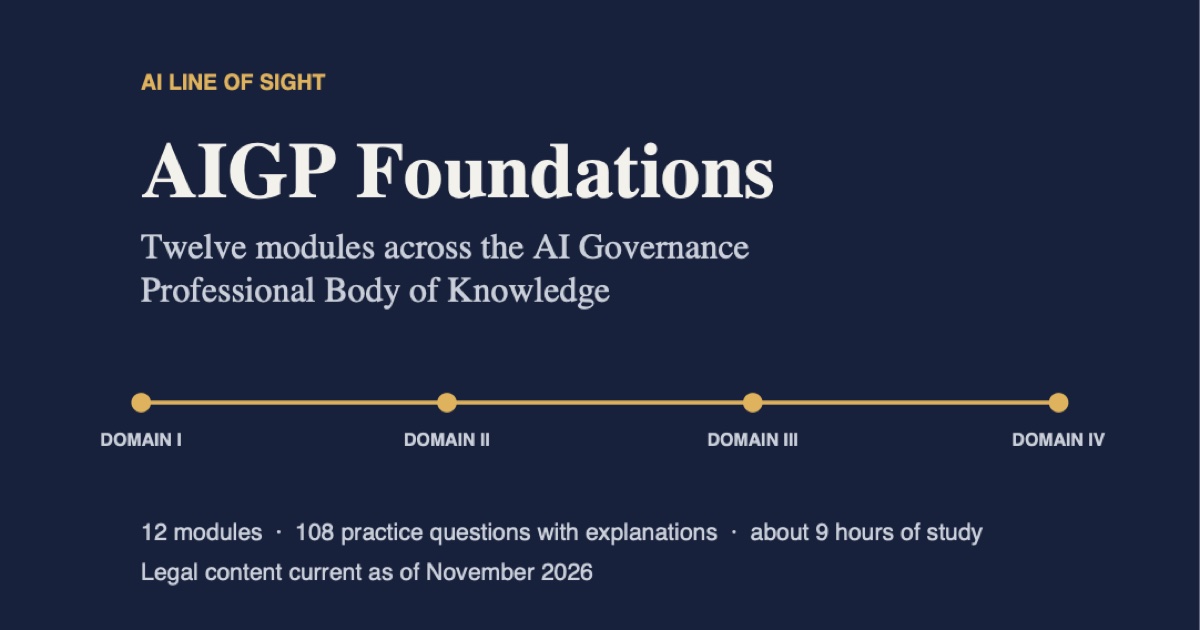 AI LINE OF SIGHT
AIGP Foundations
Twelve modules across the AI Governance
Professional Body of Knowledge
DOMAIN I
DOMAIN II
DOMAIN III
DOMAIN IV
12 modules · 108 practice questions with explanations · about 9 hours of study
Legal content current as of November 2026